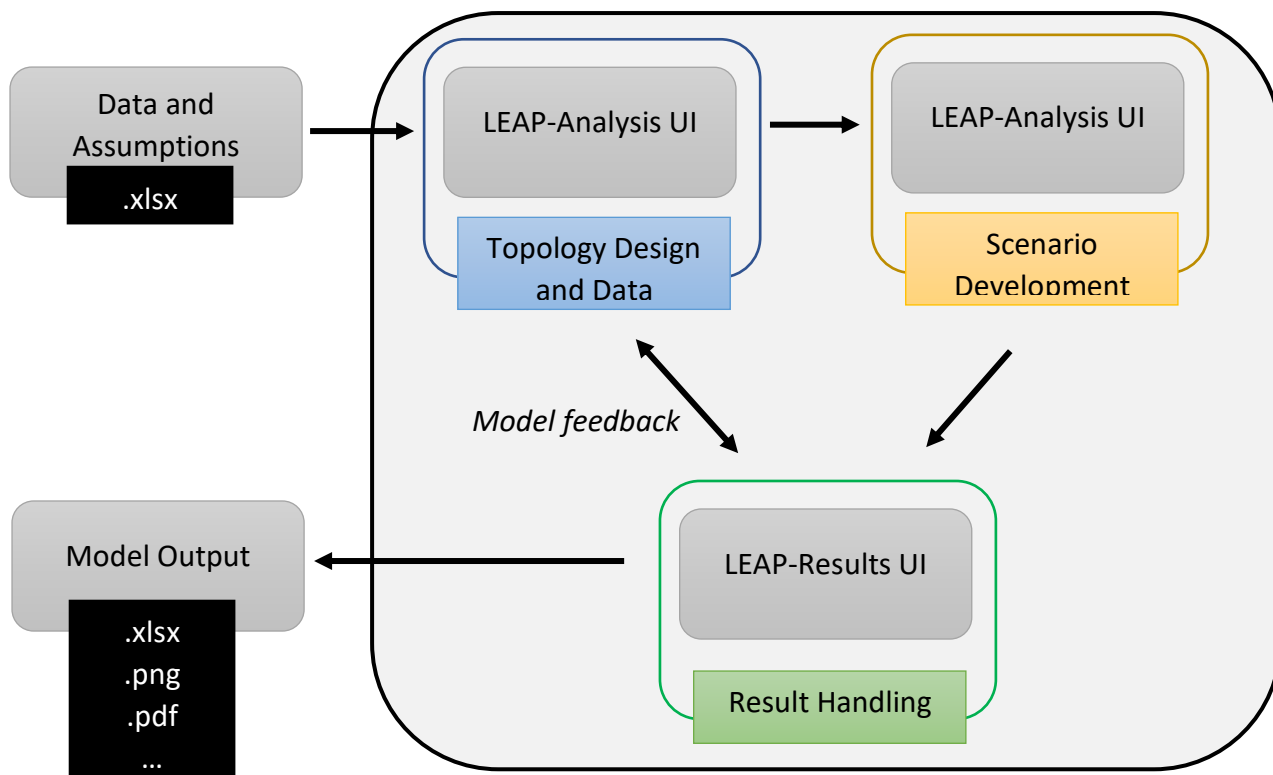 Data and
Assumptions
.xlsx
LEAP-Analysis UI
Topology Design
and Data
LEAP-Analysis UI
Scenario
Development
Model feedback
LEAP-Results UI
Result Handling
Model Output
.xlsx
.png
.pdf
...